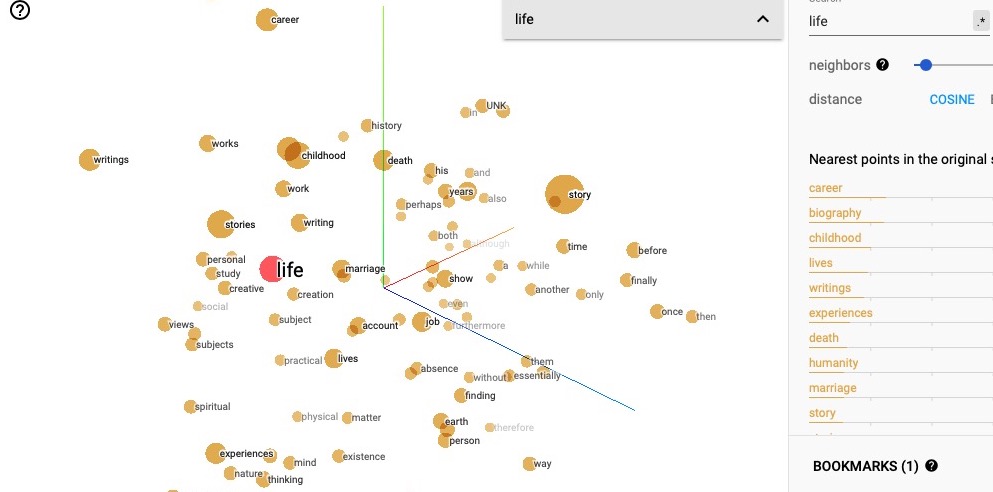 career
life
Search
life
.*
neighbors
distance
COSINE
UNK
in
history
works
writings
childhood
death
Nearest points in the original s
his
and
work
years
also
story
career
perhaps
biography
stories
writing
both
although
childhood
time
before
personal
lives
life
marriage
a
while
study
show
finally
creative
creation
another
only
writings
social
even
once
then
experiences
views
subject
account
job
furthermore
subjects
death
practical
lives
them
humanity
absence
without
essentially
marriage
finding
spiritual
physical
matter
story
earth
therefore
person
experiences
existence
mind
way
BOOKMARKS (1)
nature
thinking